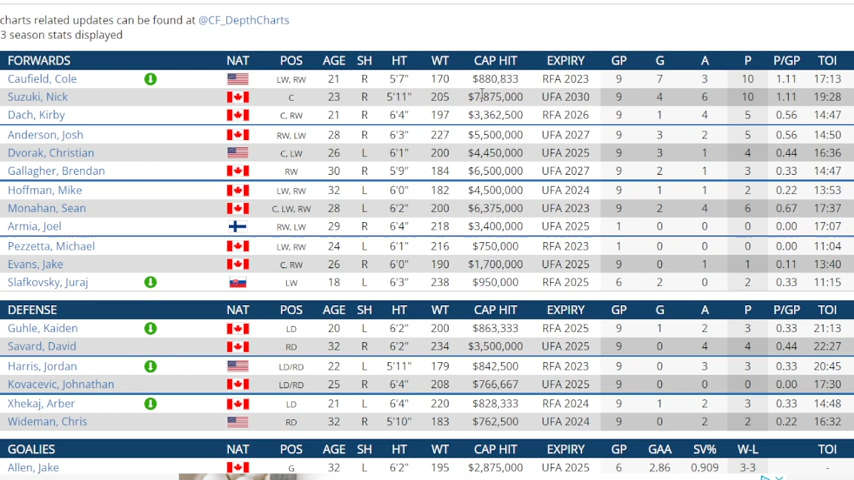 charts related updates can be found at @CF_DepthCharts
3 season stats displayed
FORWARDS NAT POS AGE SH HT WT CAP HIT EXPIRY GP G A P P/GP TOI
Caufield, Cole LW, RW 21 R 5'7" 170 $880,833 RFA 2023 9 7 3 10 1.11 17:13
Suzuki, Nick C 23 R 5'11" 205 $7,875,000 UFA 2030 9 4 6 10 1.11 19:28
Dach, Kirby C, RW 21 R 6'4" 197 $3,362,500 RFA 2026 9 1 4 5 0.56 14:47
Anderson, Josh RW, LW 28 R 6'3" 227 $5,500,000 UFA 2027 9 3 2 5 0.56 14:50
Dvorak, Christian C, LW 26 L 6'1" 200 $4,450,000 UFA 2025 9 3 1 4 0.44 16:36
Gallagher, Brendan RW 30 R 5'9" 184 $6,500,000 UFA 2027 9 2 1 3 0.33 14:47
Hoffman, Mike LW, RW 32 L 6'0" 182 $4,500,000 UFA 2024 9 1 1 2 0.22 13:53
Monahan, Sean C, LW, RW 28 L 6'2" 200 $6,375,000 UFA 2023 9 2 4 6 0.67 17:37
Armia, Joel RW, LW 29 R 6'4" 218 $3,400,000 UFA 2025 1 0 0 0 0.00 17:07
Pezzetta, Michael LW, RW 24 L 6'1" 216 $750,000 RFA 2023 1 0 0 0 0.00 11:04
Evans, Jake C, RW 26 R 6'0" 190 $1,700,000 UFA 2025 9 0 1 1 0.11 13:40
Slafkovsky, Juraj LW 18 L 6'3" 238 $950,000 RFA 2025 6 2 0 2 0.33 11:15
DEFENSE NAT POS AGE SH HT WT CAP HIT EXPIRY GP G A P P/GP TOI
Guhle, Kaiden LD 20 L 6'2" 200 $863,333 RFA 2025 9 1 2 3 0.33 21:13
Savard, David RD 32 R 6'2" 234 $3,500,000 UFA 2025 9 0 4 4 0.44 22:27
Harris, Jordan LD/RD 22 L 5'11" 179 $842,500 RFA 2023 9 0 3 3 0.33 20:45
Kovacevic, Johnathan LD/RD 25 R 6'4" 208 $766,667 UFA 2025 9 0 0 0 0.00 17:30
Xhekaj, Arber LD 21 L 6'4" 220 $828,333 RFA 2024 9 1 2 3 0.33 14:48
Wideman, Chris RD 32 R 5'10" 183 $762,500 UFA 2024 9 0 2 2 0.22 16:32
GOALIES NAT POS AGE SH HT WT CAP HIT EXPIRY GP GAA SV% W-L TOI
Allen, Jake G 32 L 6'2" 195 $2,875,000 UFA 2025 6 2.86 0.909 3-3 -